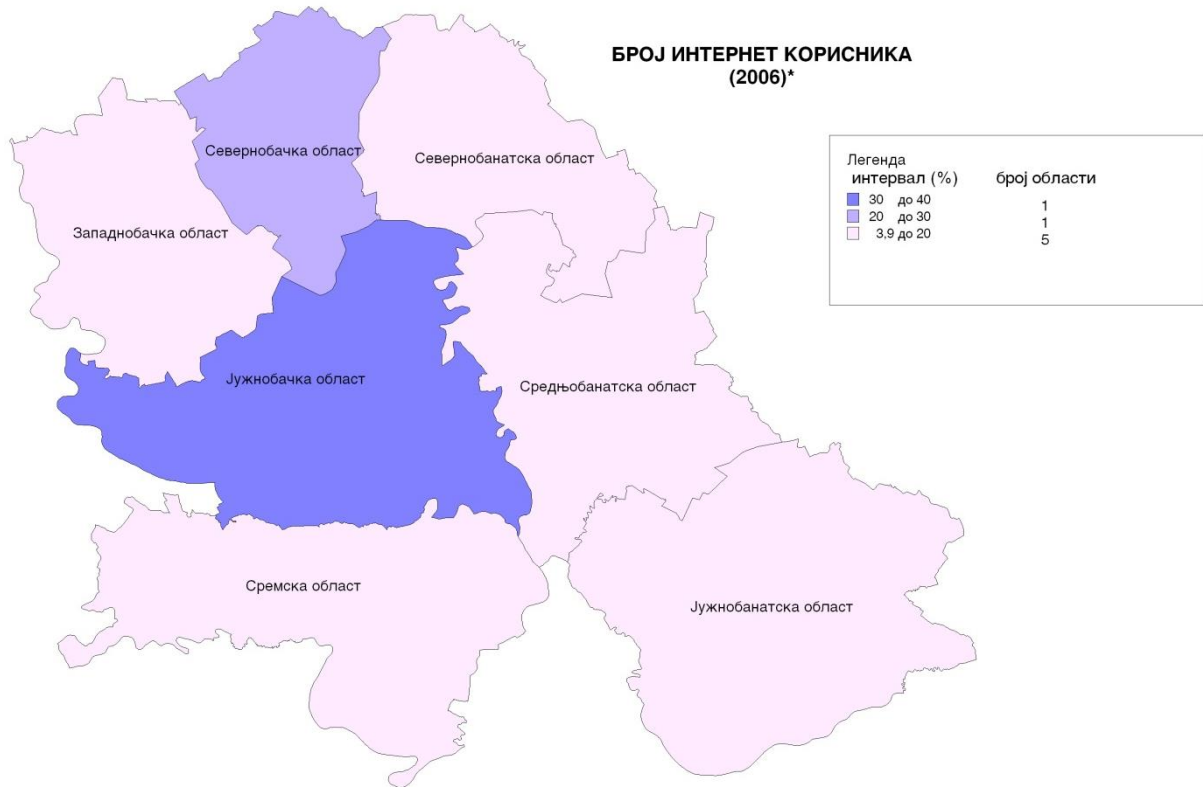 БРОЈ ИНТЕРНЕТ КОРИСНИКА
(2006)*
Легенда
интервал (%) број области
30 до 40 1
20 до 30 1
3,9 до 20 5
Севернобачка област
Севернобанатска област
Западнобачка област
Јужнобачка област
Средњобанатска област
Сремска област
Јужнобанатска област